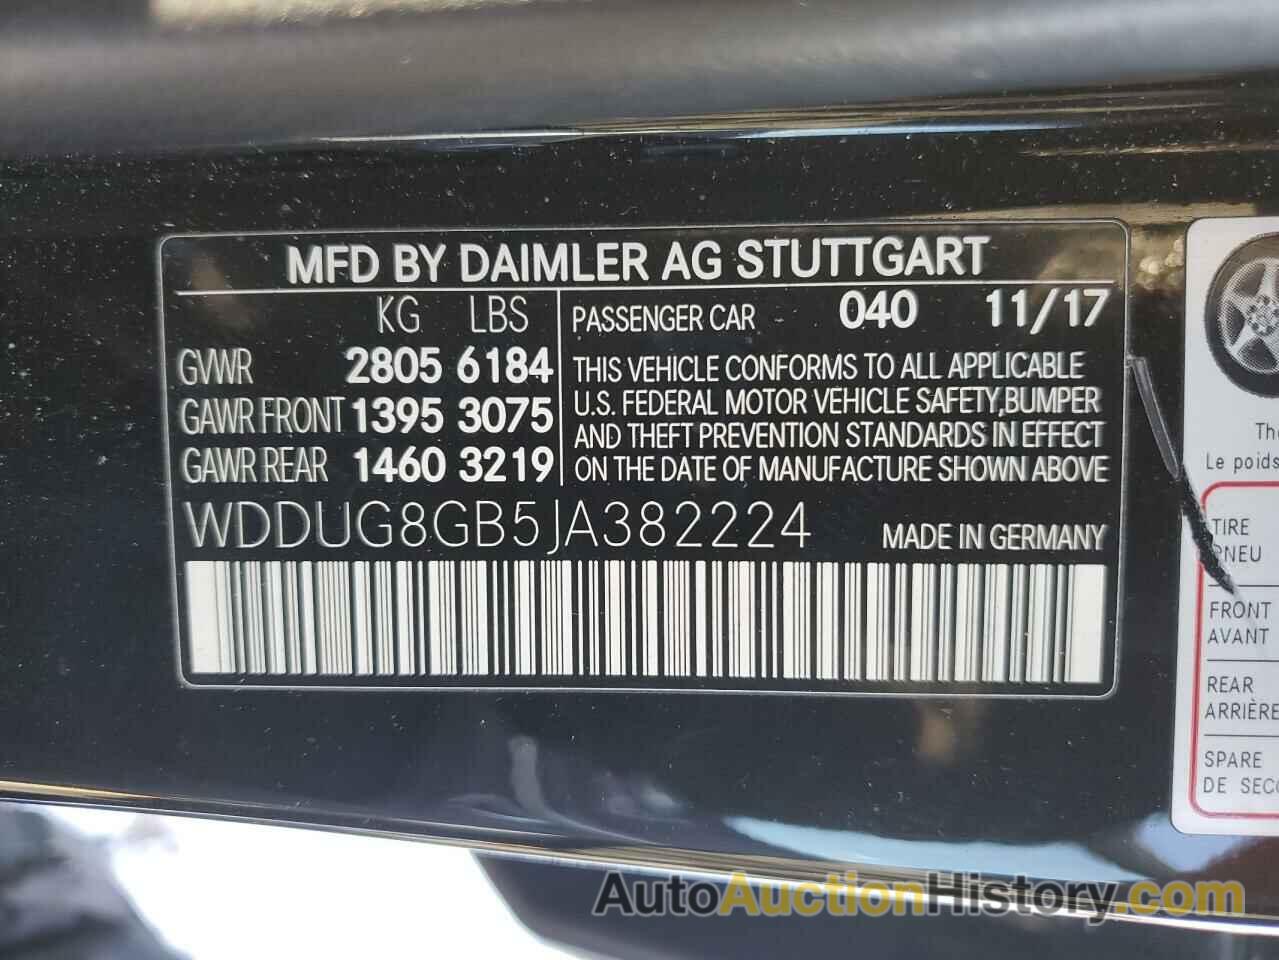 MFD BY DAIMLER AG STUTTGART
KG LBS
GVWR 2805 6184
GAWR FRONT 1395 3075
GAWR REAR 1460 3219
PASSENGER CAR 040 11/17
THIS VEHICLE CONFORMS TO ALL APPLICABLE
U.S. FEDERAL MOTOR VEHICLE SAFETY,BUMPER
AND THEFT PREVENTION STANDARDS IN EFFECT
ON THE DATE OF MANUFACTURE SHOWN ABOVE
WDDUG8GB5JA382224 MADE IN GERMANY
Le poids
TIRE
PNEU
FRONT
AVANT
REAR
ARRIÈRE
SPARE
DE
AutoAuctionHistory.com